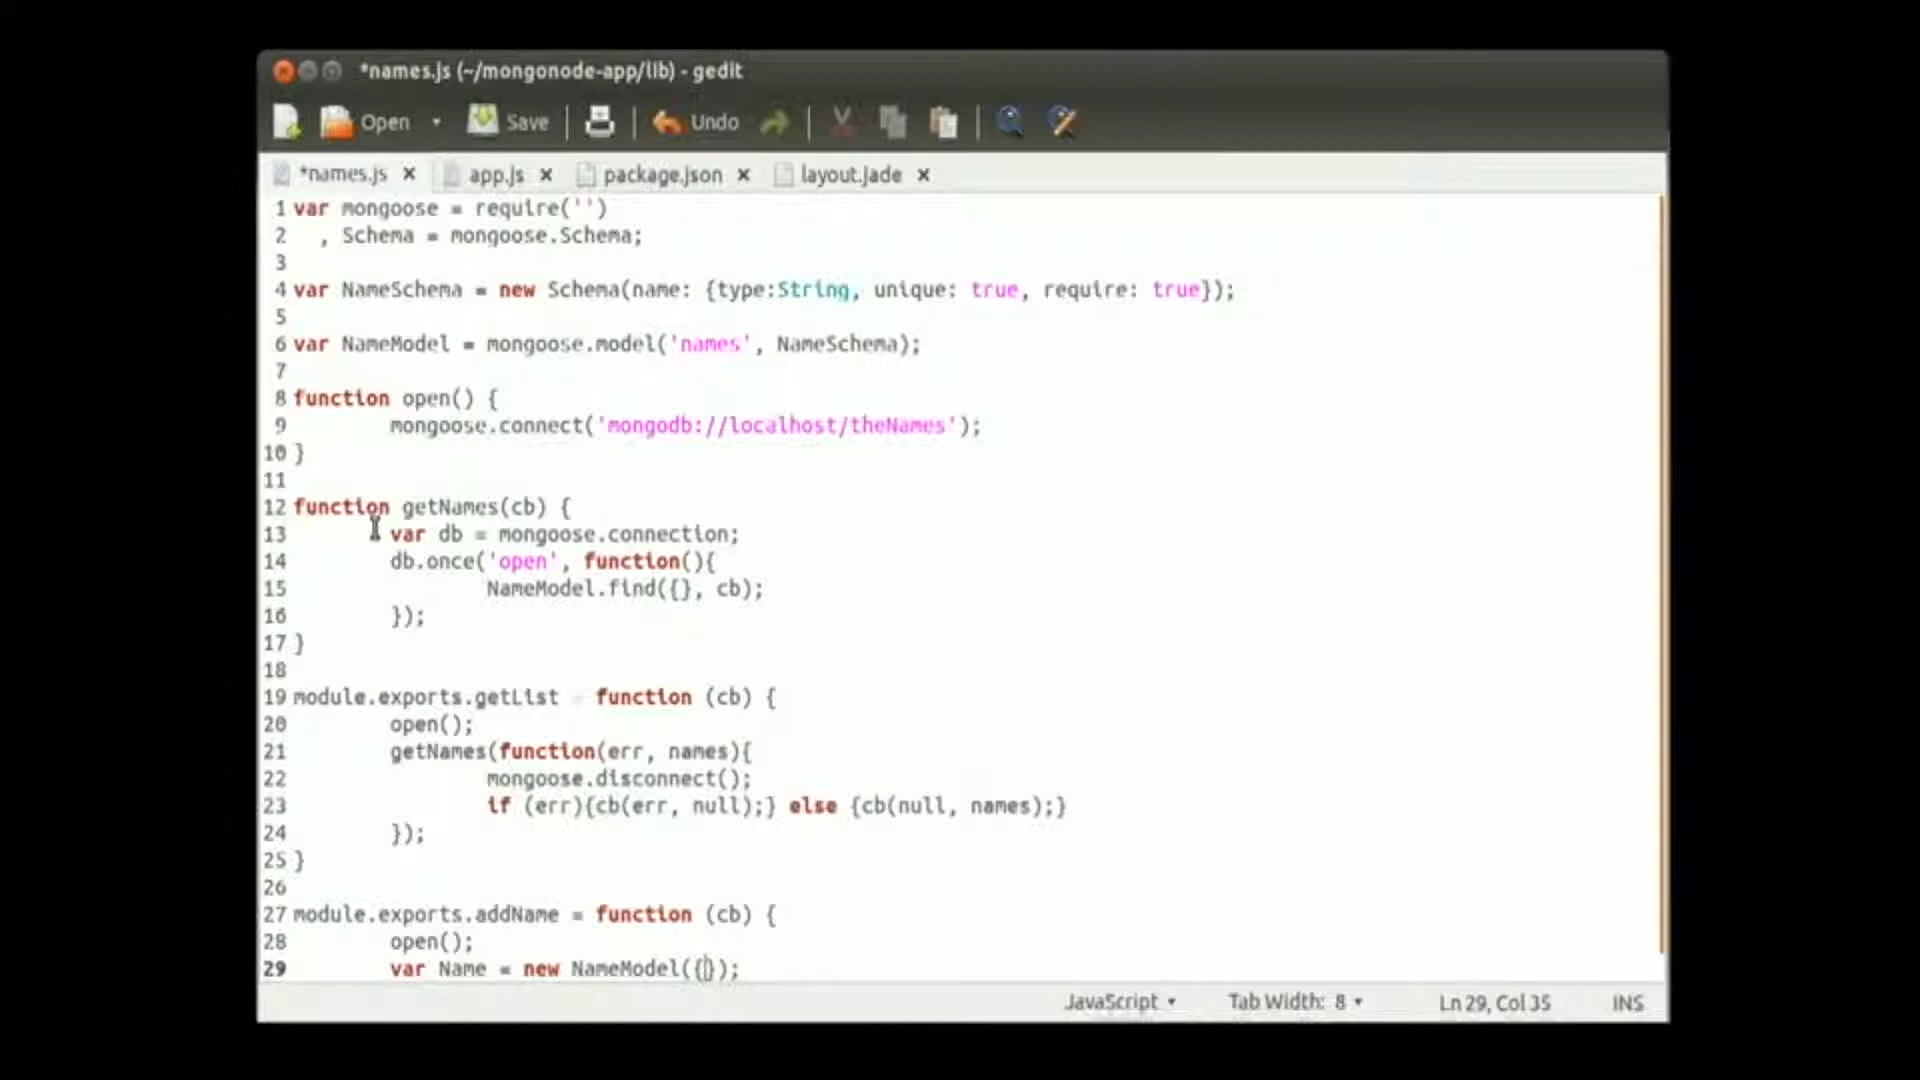 *names.js (~/mongonode-app/lib) - gedit
Open Save Undo
*names.js app.js package.json layout.jade
1 var mongoose = require('')
2 , Schema = mongoose.Schema;
3
4 var NameSchema = new Schema(name: {type:String, unique: true, require: true});
5
6 var NameModel = mongoose.model('names', NameSchema);
7
8 function open() {
9 mongoose.connect('mongodb://localhost/theNames');
10 }
11
12 function getNames(cb) {
13 var db = mongoose.connection;
14 db.once('open', function(){
15 NameModel.find({}, cb);
16 });
17 }
18
19 module.exports.getList = function (cb) {
20 open();
21 getNames(function(err, names){
22 mongoose.disconnect();
23 if (err){cb(err, null);} else {cb(null, names);}
24 });
25 }
26
27 module.exports.addName = function (cb) {
28 open();
29 var Name = new NameModel({});
JavaScript Tab Width: 8 Ln 29, Col 35 INS